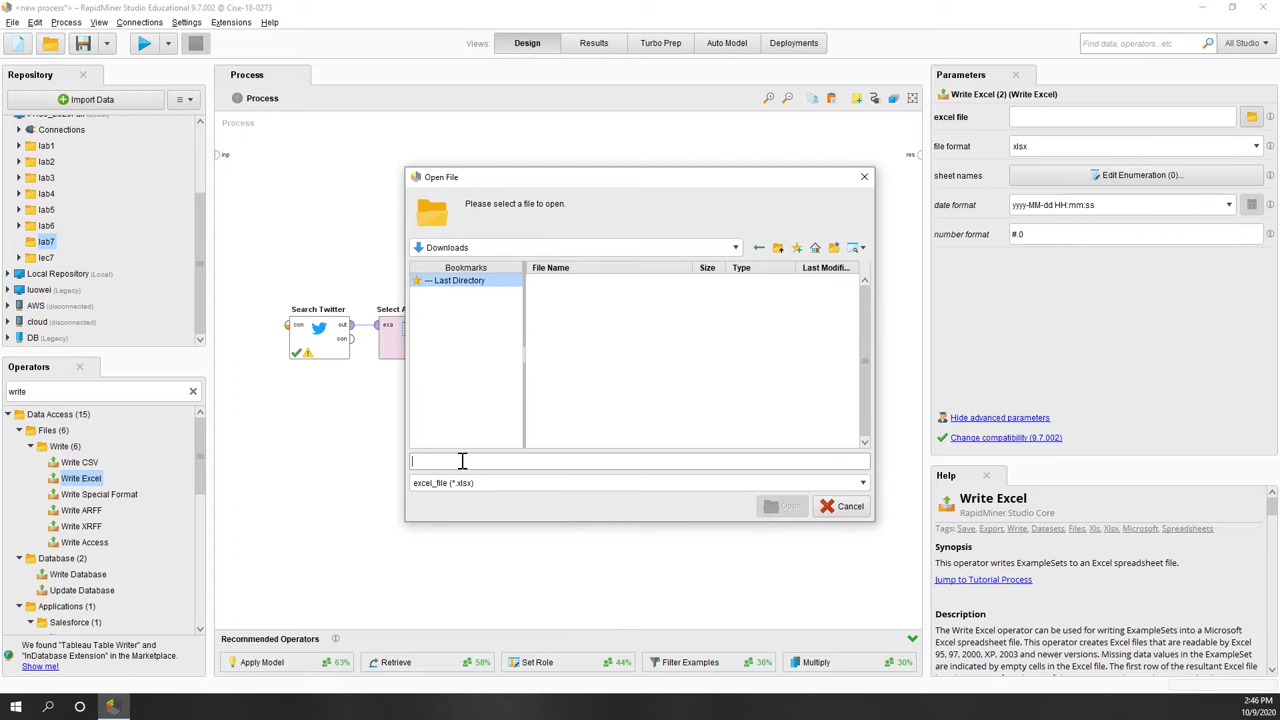 <new process*> – RapidMiner Studio Educational 9.7.002 @ Cise-18-0273
File Edit Process View Connections Settings Extensions Help
Views: Design Results Turbo Prep Auto Model Deployments
Find data, operators...etc
All Studio
Repository
Import Data
Connections
lab1
lab2
lab3
lab4
lab5
lab6
lab7
lec7
Local Repository (Local)
luowei (Legacy)
AWS (disconnected)
cloud (disconnected)
DB (Legacy)
Operators
write
Data Access (15)
Files (6)
Write (6)
Write CSV
Write Excel
Write Special Format
Write ARFF
Write XRFF
Write Access
Database (2)
Write Database
Update Database
Applications (1)
Salesforce (1)
We found "Tableau Table Writer" and
"InDatabase Extension" in the Marketplace.
Show me!
Process
Process
Process
inp
res
Search Twitter
con
out
con
Select A
exa
Open File
Please select a file to open.
Downloads
Bookmarks
--- Last Directory
File Name
Size
Type
Last Modifi...
excel_file (*.xlsx)
Open
Cancel
Recommended Operators
Apply Model 63%
Retrieve 58%
Set Role 44%
Filter Examples 36%
Multiply 30%
Parameters
Write Excel (2) (Write Excel)
excel file
file format
xlsx
sheet names
Edit Enumeration (0)...
date format
yyyy-MM-dd HH:mm:ss
number format
#.0
Hide advanced parameters
Change compatibility (9.7.002)
Help
Write Excel
RapidMiner Studio Core
Tags: Save, Export, Write, Datasets, Files, Xls, Xlsx, Microsoft, Spreadsheets
Synopsis
This operator writes ExampleSets to an Excel spreadsheet file.
Jump to Tutorial Process
Description
The Write Excel operator can be used for writing ExampleSets into a Microsoft
Excel spreadsheet file. This operator creates Excel files that are readable by Excel
95, 97, 2000, XP, 2003 and newer versions. Missing data values in the ExampleSet
are indicated by empty cells in the Excel file. The first row of the resultant Excel file
2:46 PM
10/9/2020